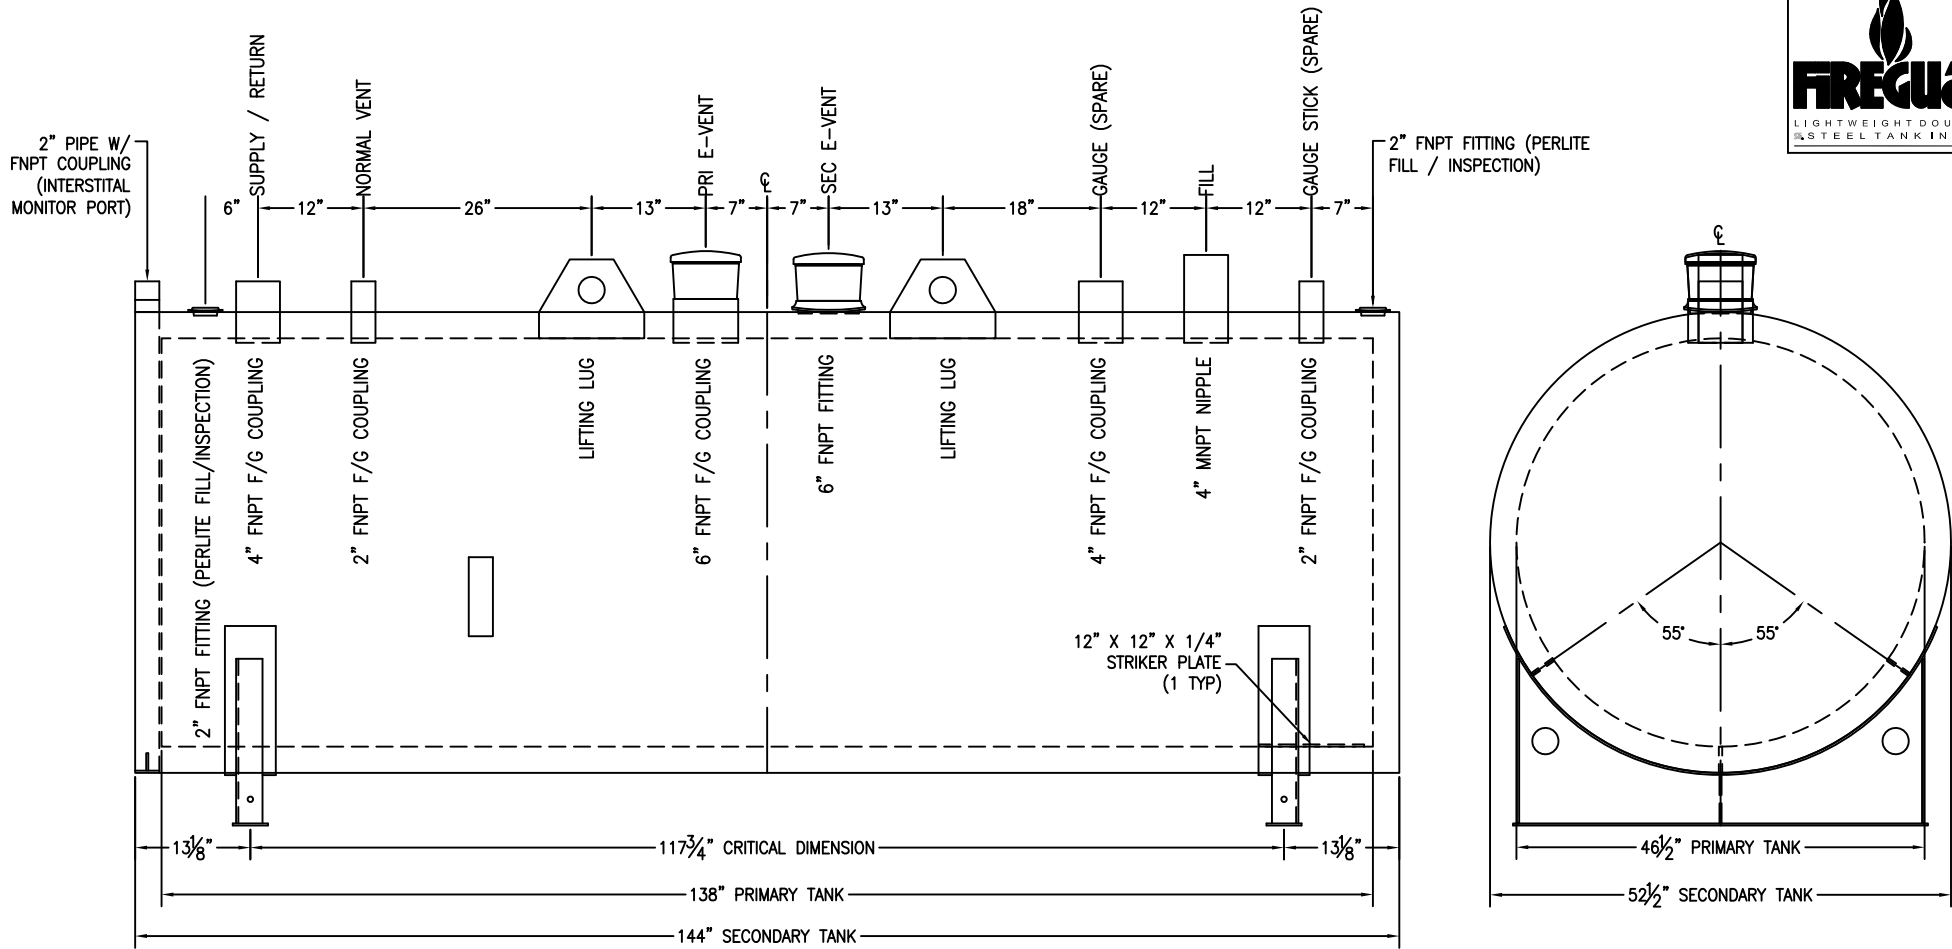 FIREGUA
LIGHTWEIGHT DOU
STEEL TANK IN
2" PIPE W/
FNPT COUPLING
(INTERSTITAL
MONITOR PORT)
SUPPLY / RETURN
NORMAL VENT
PRI E-VENT
℄
SEC E-VENT
GAUGE (SPARE)
FILL
GAUGE STICK (SPARE)
2" FNPT FITTING (PERLITE
FILL / INSPECTION)
6"
12"
26"
13"
7"
7"
13"
18"
12"
12"
7"
℄
2" FNPT FITTING (PERLITE FILL/INSPECTION)
4" FNPT F/G COUPLING
2" FNPT F/G COUPLING
LIFTING LUG
6" FNPT F/G COUPLING
6" FNPT FITTING
LIFTING LUG
4" FNPT F/G COUPLING
4" MNPT NIPPLE
2" FNPT F/G COUPLING
12" X 12" X 1/4"
STRIKER PLATE
(1 TYP)
55°
55°
13⅛"
117¾" CRITICAL DIMENSION
13⅛"
46½" PRIMARY TANK
138" PRIMARY TANK
52½" SECONDARY TANK
144" SECONDARY TANK